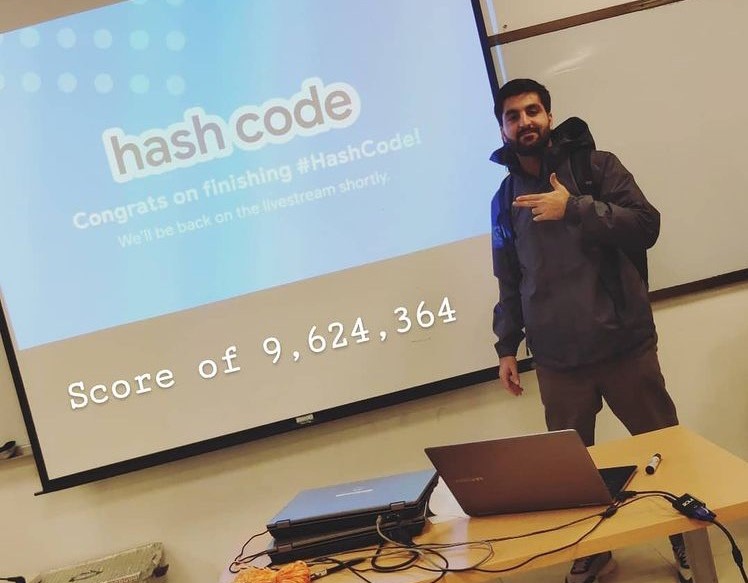 hash code
Congrats on finishing #HashCode!
We'll be back on the livestream shortly.
Score of 9,624,364